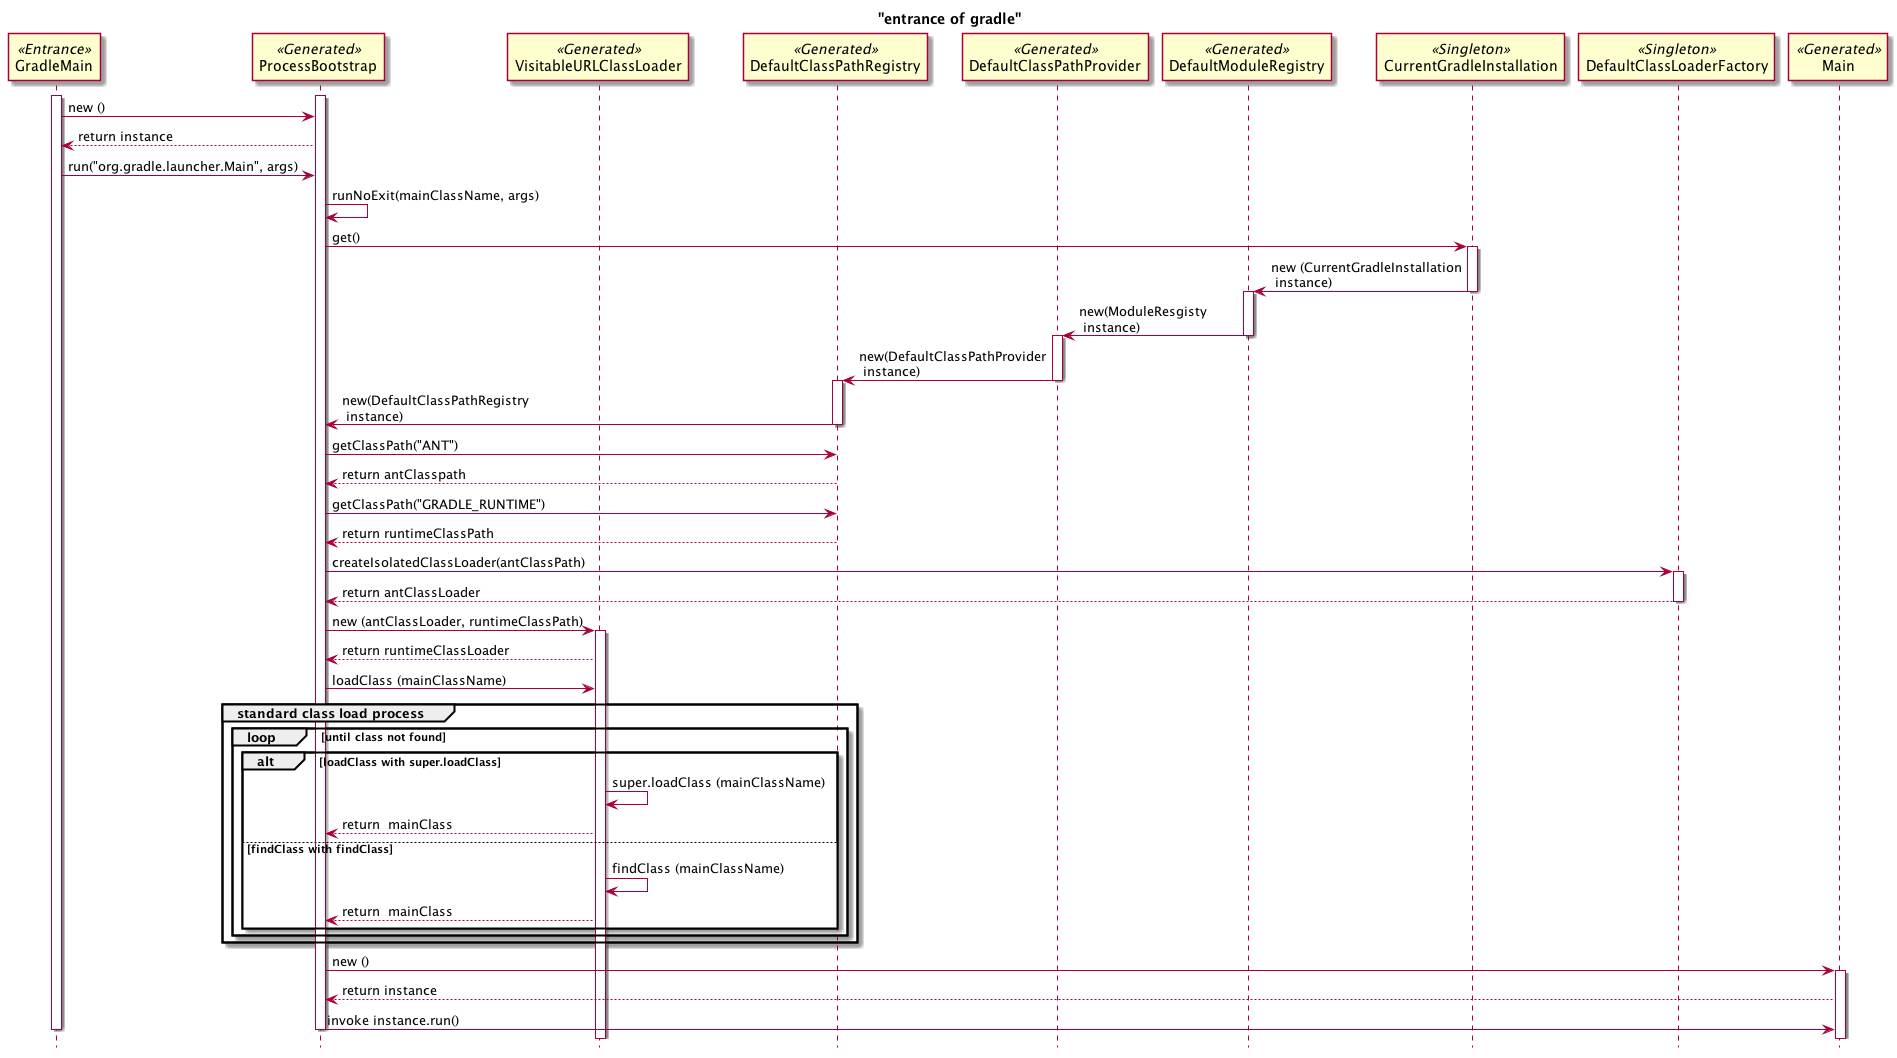 "entrance of gradle"
«Entrance»
GradleMain
«Generated»
ProcessBootstrap
«Generated»
VisitableURLClassLoader
«Generated»
DefaultClassPathRegistry
«Generated»
DefaultClassPathProvider
«Generated»
DefaultModuleRegistry
«Singleton»
CurrentGradleInstallation
«Singleton»
DefaultClassLoaderFactory
«Generated»
Main
new ()
return instance
run("org.gradle.launcher.Main", args)
runNoExit(mainClassName, args)
get()
new (CurrentGradleInstallation
instance)
new(ModuleResgisty
instance)
new(DefaultClassPathProvider
instance)
new(DefaultClassPathRegistry
instance)
getClassPath("ANT")
return antClasspath
getClassPath("GRADLE_RUNTIME")
return runtimeClassPath
createIsolatedClassLoader(antClassPath)
return antClassLoader
new (antClassLoader, runtimeClassPath)
return runtimeClassLoader
loadClass (mainClassName)
standard class load process
loop [until class not found]
alt [loadClass with super.loadClass]
super.loadClass (mainClassName)
return  mainClass
[findClass with findClass]
findClass (mainClassName)
return  mainClass
new ()
return instance
invoke instance.run()